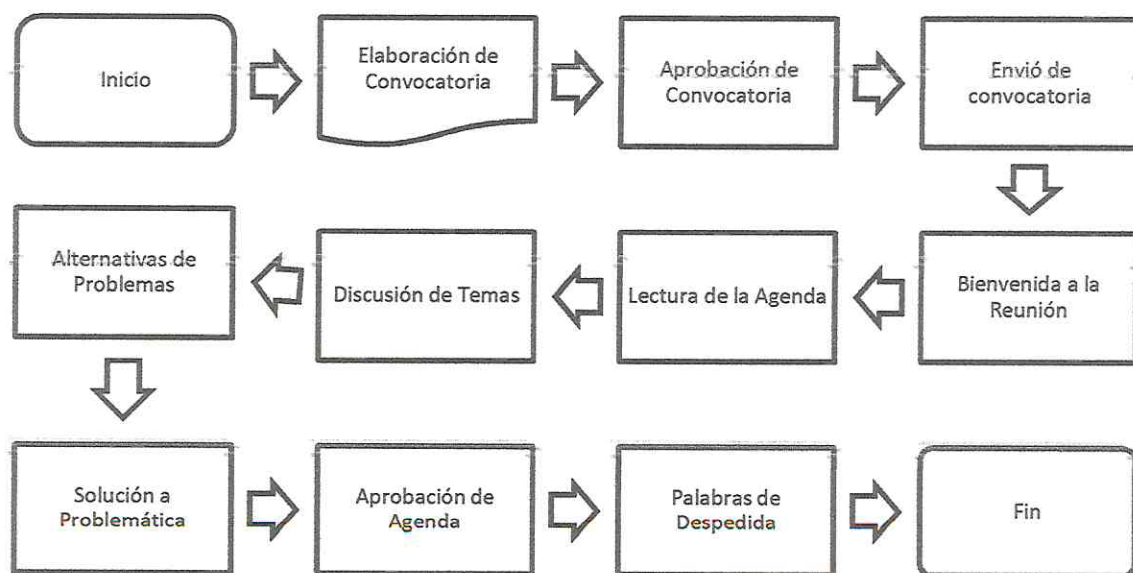 Inicio
Elaboración de
Convocatoria
Aprobación de
Convocatoria
Envió de
convocatoria
Bienvenida a la
Reunión
Lectura de la Agenda
Discusión de Temas
Alternativas de
Problemas
Solución a
Problemática
Aprobación de
Agenda
Palabras de
Despedida
Fin